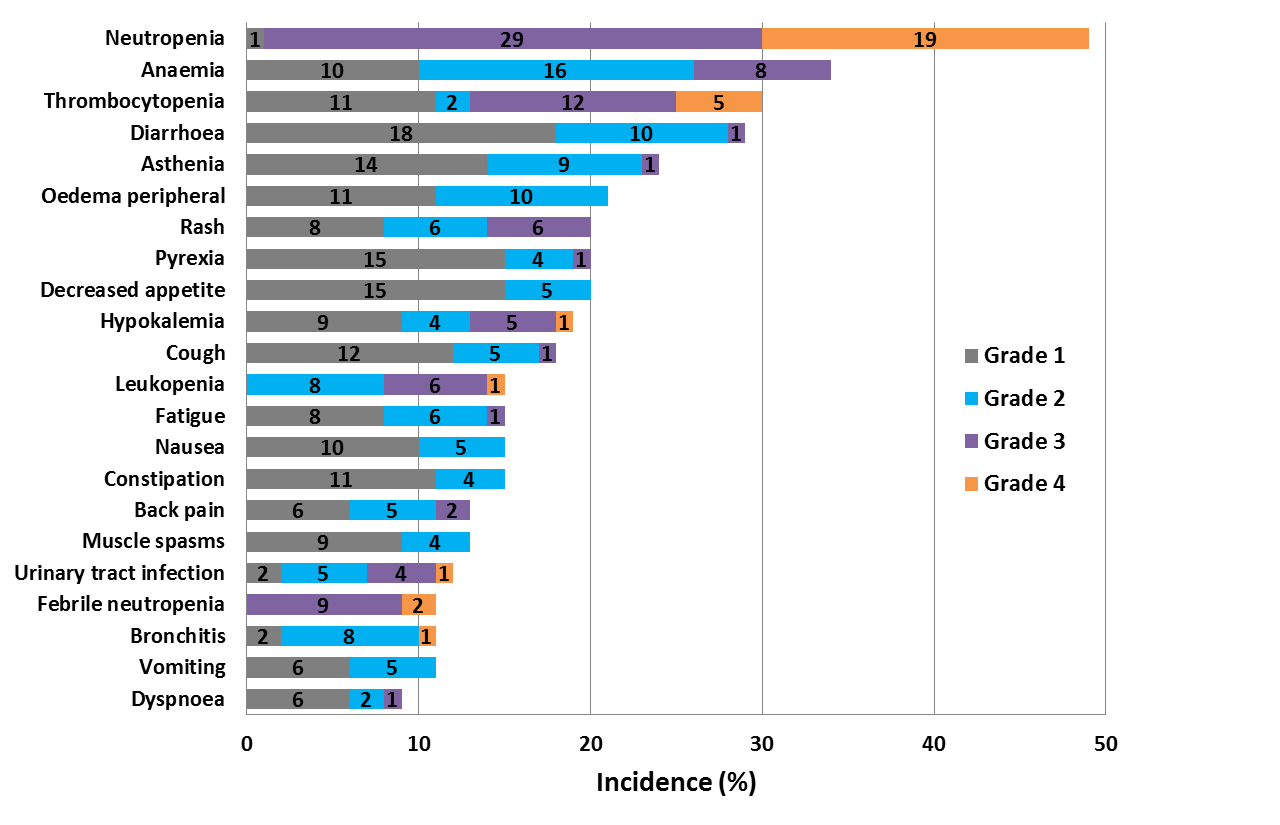 Neutropenia 1 29 19
Anaemia 10 16 8
Thrombocytopenia 11 2 12 5
Diarrhoea 18 10 1
Asthenia 14 9 1
Oedema peripheral 11 10
Rash 8 6 6
Pyrexia 15 4 1
Decreased appetite 15 5
Hypokalemia 9 4 5 1
Cough 12 5 1
Leukopenia 8 6 1
Fatigue 8 6 1
Nausea 10 5
Constipation 11 4
Back pain 6 5 2
Muscle spasms 9 4
Urinary tract infection 2 5 4 1
Febrile neutropenia 9 2
Bronchitis 2 8 1
Vomiting 6 5
Dyspnoea 6 2 1
0 10 20 30 40 50
Incidence (%)
Grade 1
Grade 2
Grade 3
Grade 4